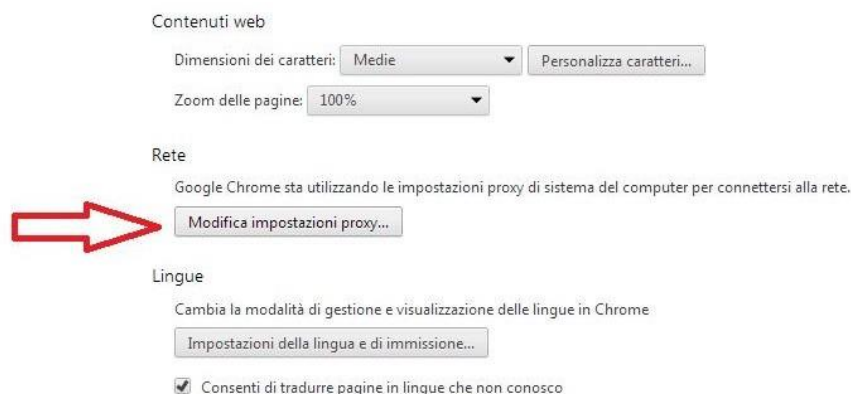 Contenuti web
Dimensioni dei caratteri: Medie Personalizza caratteri...
Zoom delle pagine: 100%
Rete
Google Chrome sta utilizzando le impostazioni proxy di sistema del computer per connettersi alla rete.
Modifica impostazioni proxy...
Lingue
Cambia la modalità di gestione e visualizzazione delle lingue in Chrome
Impostazioni della lingua e di immissione...
Consenti di tradurre pagine in lingue che non conosco